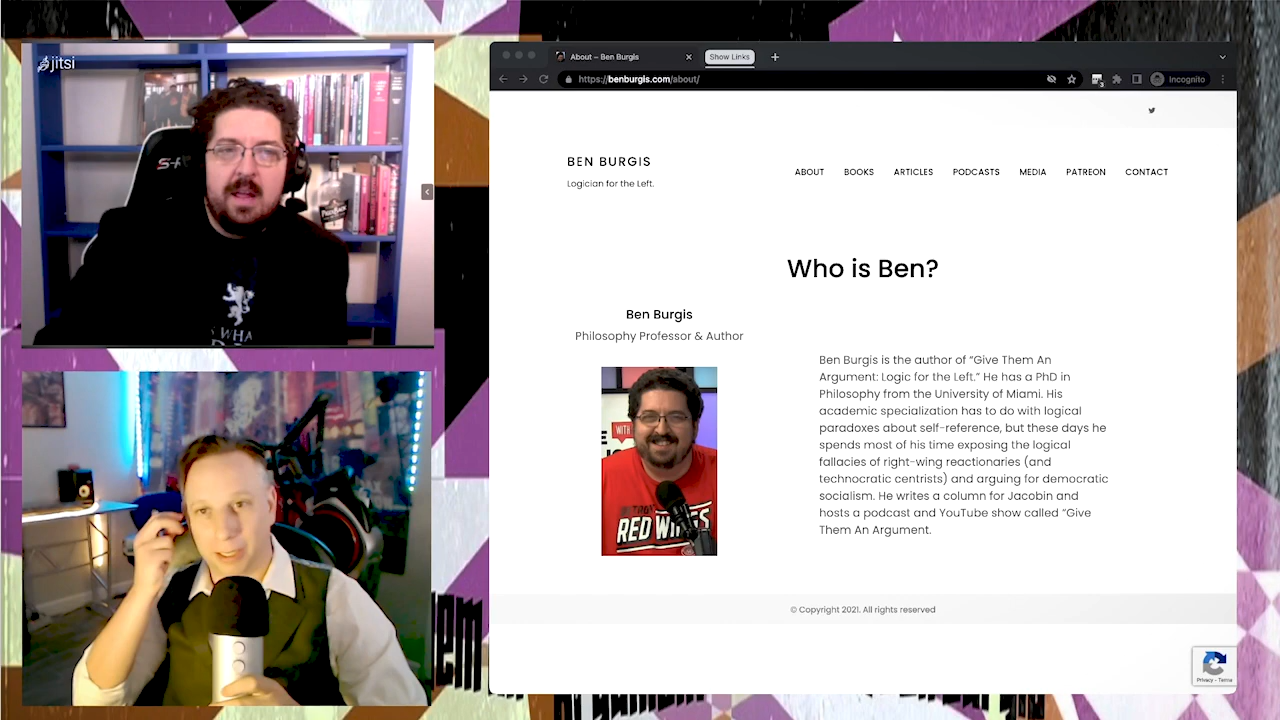 jitsi
About – Ben Burgis
Show Links
https://benburgis.com/about/
Incognito
BEN BURGIS
Logician for the Left.
ABOUT
BOOKS
ARTICLES
PODCASTS
MEDIA
PATREON
CONTACT
Who is Ben?
Ben Burgis
Philosophy Professor & Author
WITH
RED WINGS
Ben Burgis is the author of “Give Them An
Argument: Logic for the Left.” He has a PhD in
Philosophy from the University of Miami. His
academic specialization has to do with logical
paradoxes about self-reference, but these days he
spends most of his time exposing the logical
fallacies of right-wing reactionaries (and
technocratic centrists) and arguing for democratic
socialism. He writes a column for Jacobin and
hosts a podcast and YouTube show called “Give
Them An Argument.
© Copyright 2021. All rights reserved
Privacy - Terms